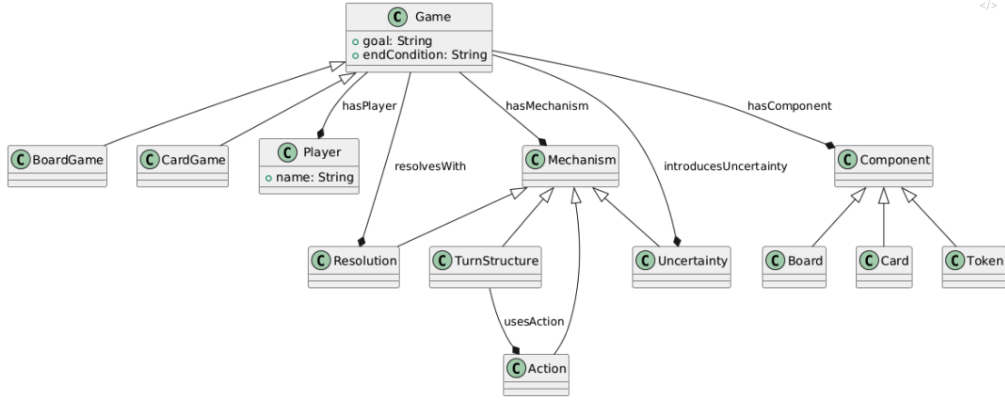 </>
C Game
goal: String
endCondition: String
hasPlayer
hasMechanism
hasComponent
C BoardGame
C CardGame
C Player
name: String
resolvesWith
C Mechanism
introducesUncertainty
C Component
C Resolution
C TurnStructure
C Uncertainty
C Board
C Card
C Token
usesAction
C Action